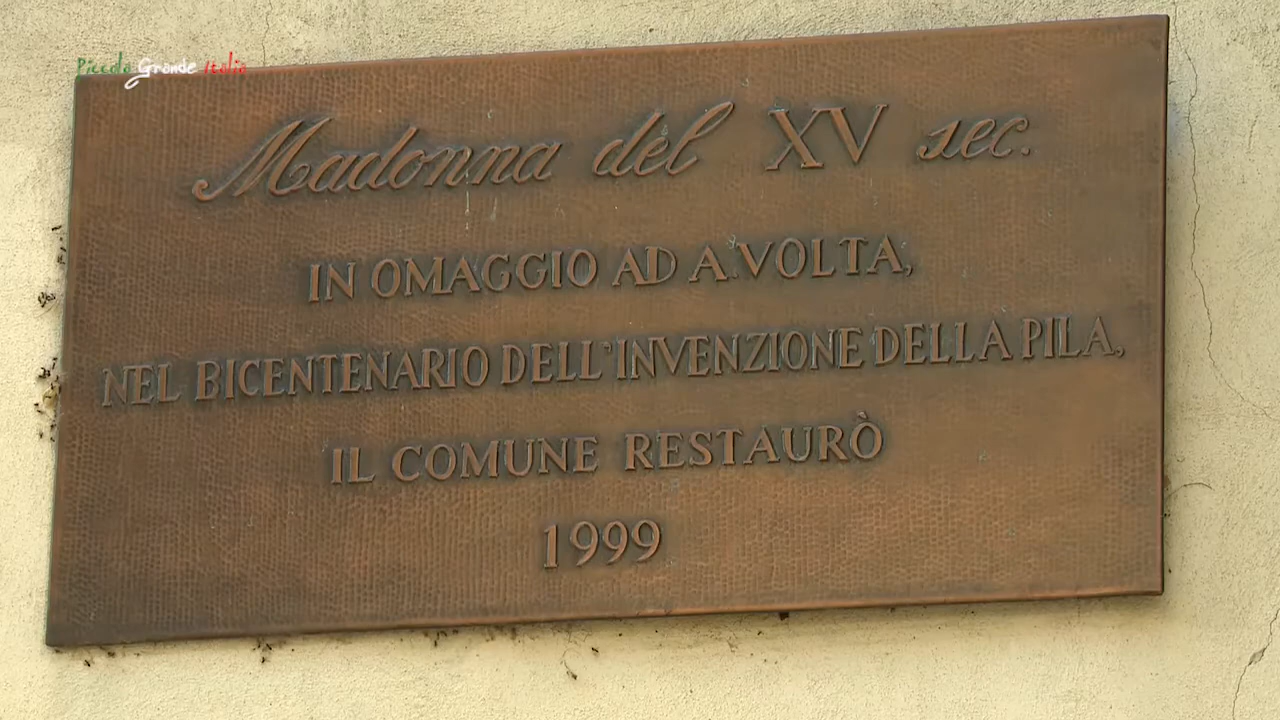 Piccola Grande Italia
Madonna del XV sec.
IN OMAGGIO AD A. VOLTA,
NEL BICENTENARIO DELL'INVENZIONE DELLA PILA,
IL COMUNE RESTAURÒ
1999